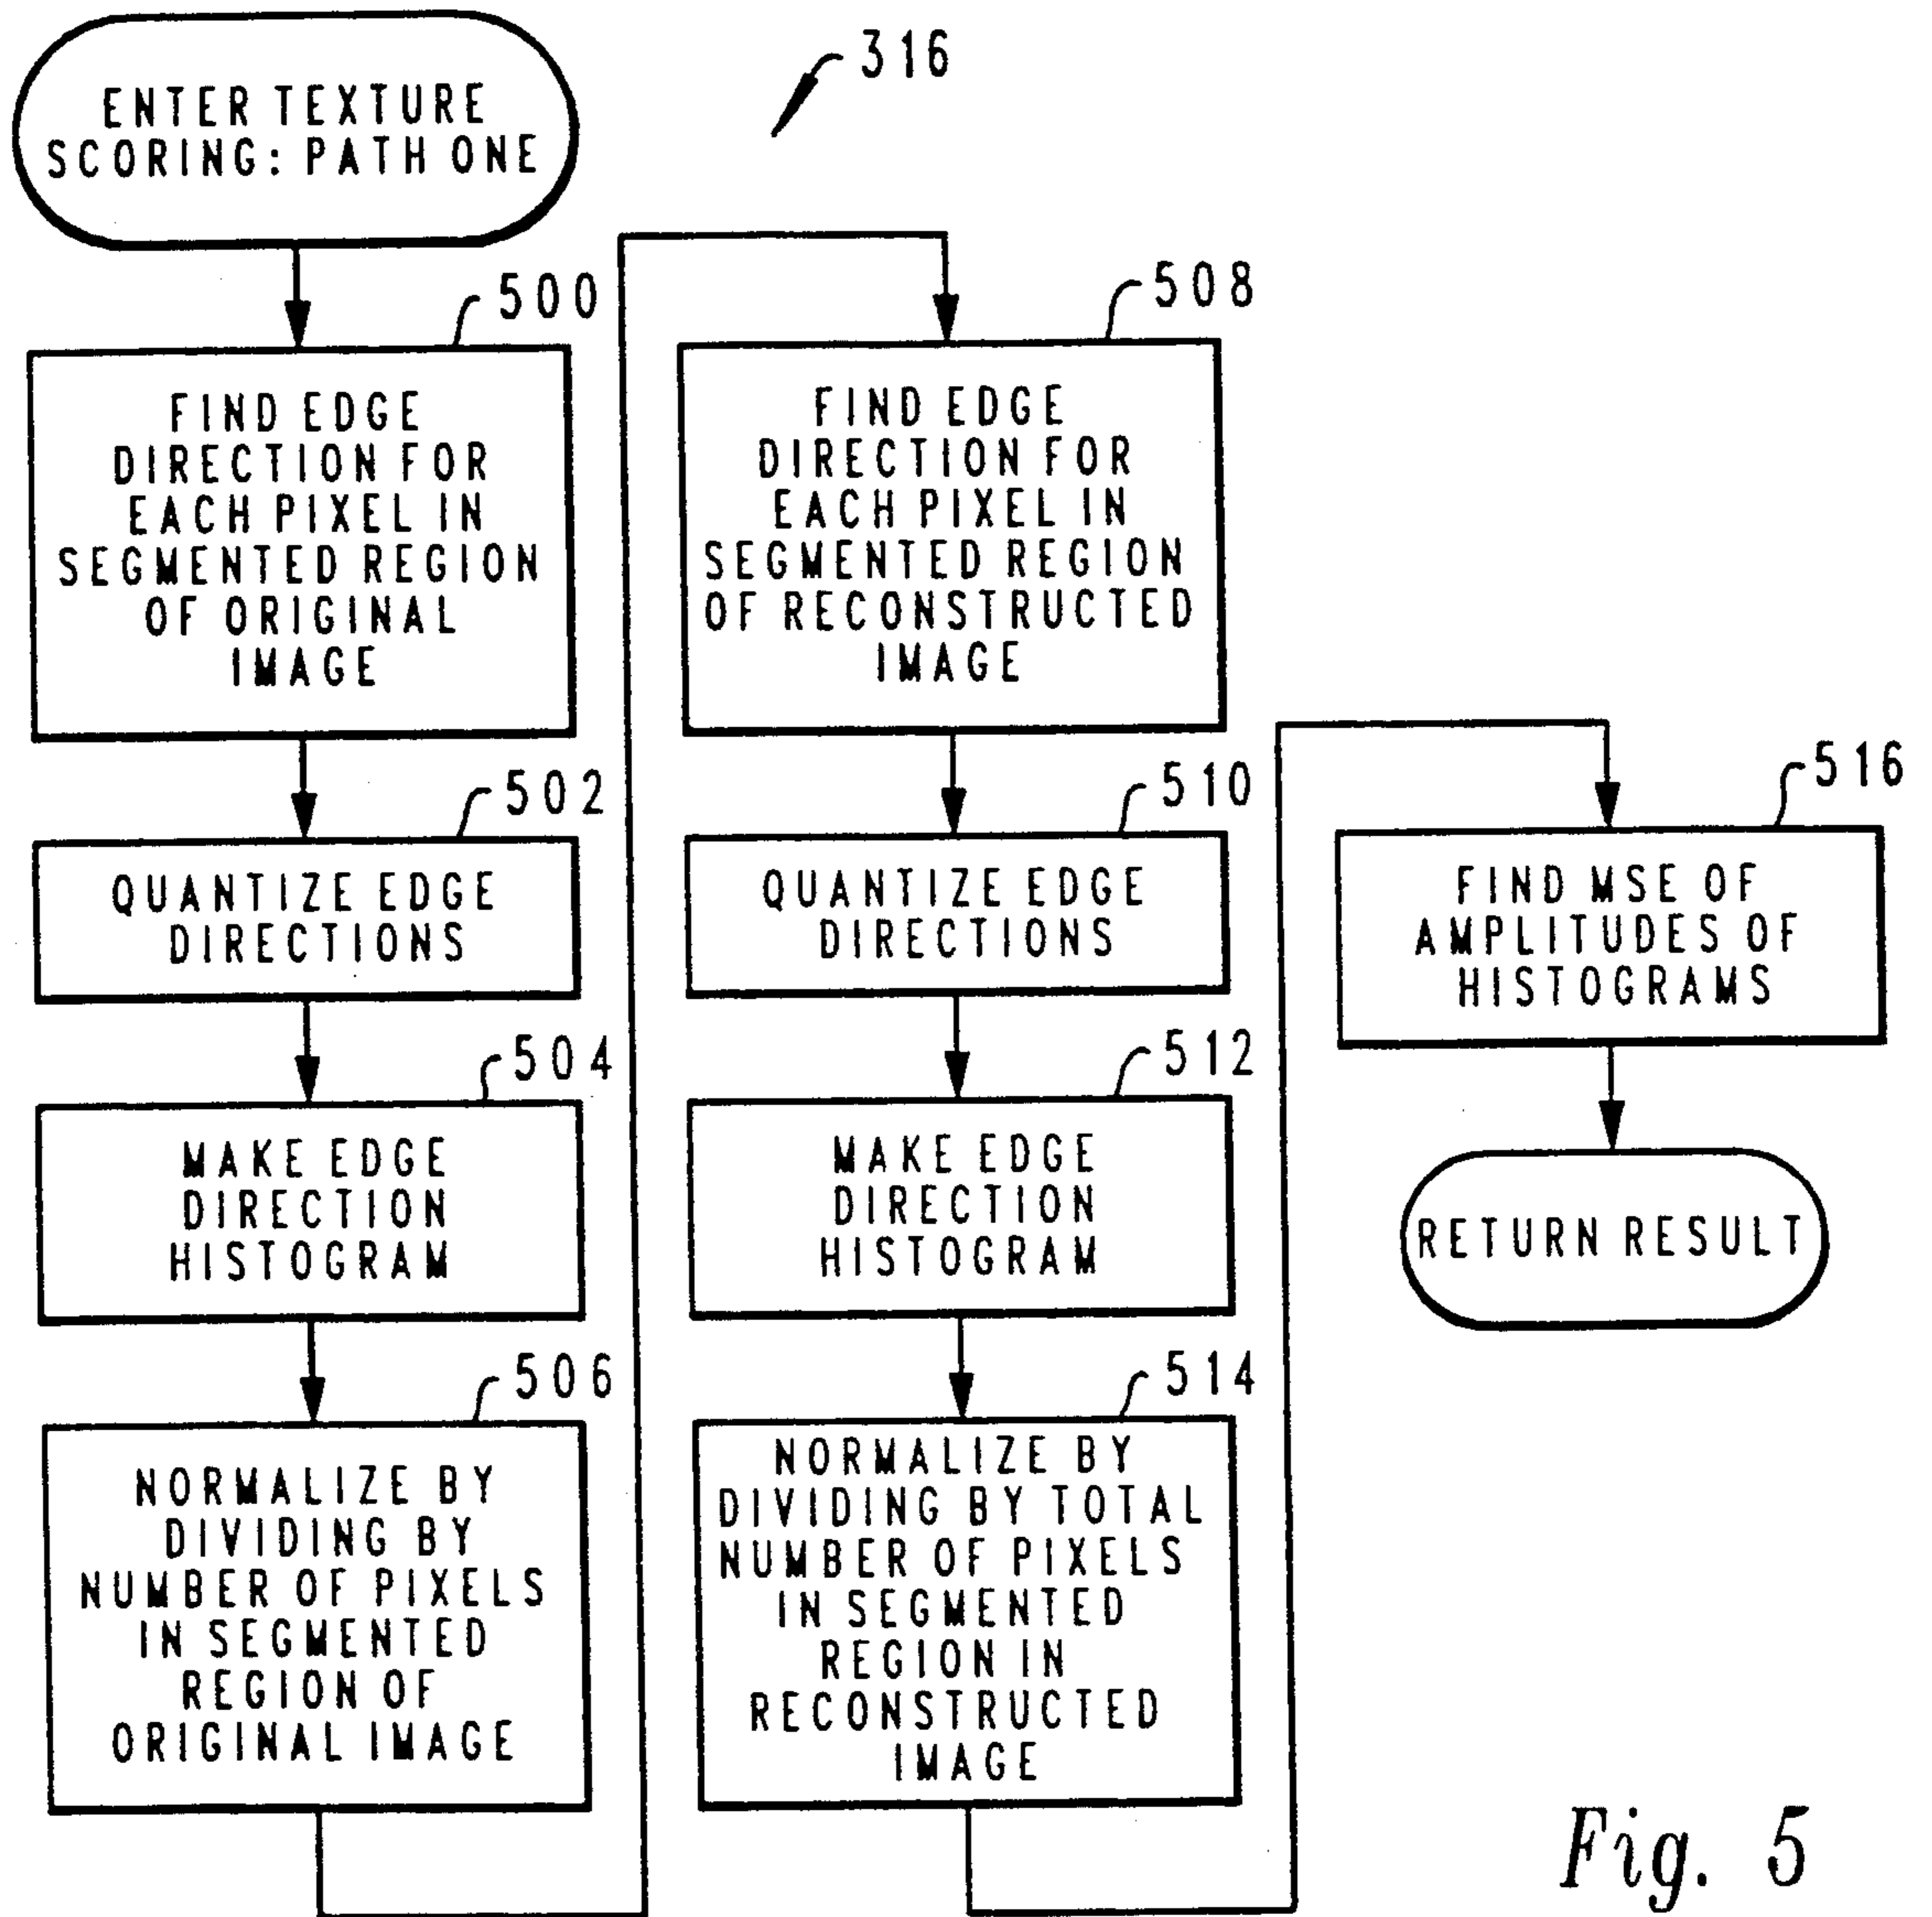 ENTER TEXTURE
SCORING: PATH ONE
316
500
FIND EDGE
DIRECTION FOR
EACH PIXEL IN
SEGMENTED REGION
OF ORIGINAL
IMAGE
502
QUANTIZE EDGE
DIRECTIONS
504
MAKE EDGE
DIRECTION
HISTOGRAM
506
NORMALIZE BY
DIVIDING BY
NUMBER OF PIXELS
IN SEGMENTED
REGION OF
ORIGINAL IMAGE
508
FIND EDGE
DIRECTION FOR
EACH PIXEL IN
SEGMENTED REGION
OF RECONSTRUCTED
IMAGE
510
QUANTIZE EDGE
DIRECTIONS
512
MAKE EDGE
DIRECTION
HISTOGRAM
514
NORMALIZE BY
DIVIDING BY TOTAL
NUMBER OF PIXELS
IN SEGMENTED
REGION IN
RECONSTRUCTED
IMAGE
516
FIND MSE OF
AMPLITUDES OF
HISTOGRAMS
RETURN RESULT
Fig. 5